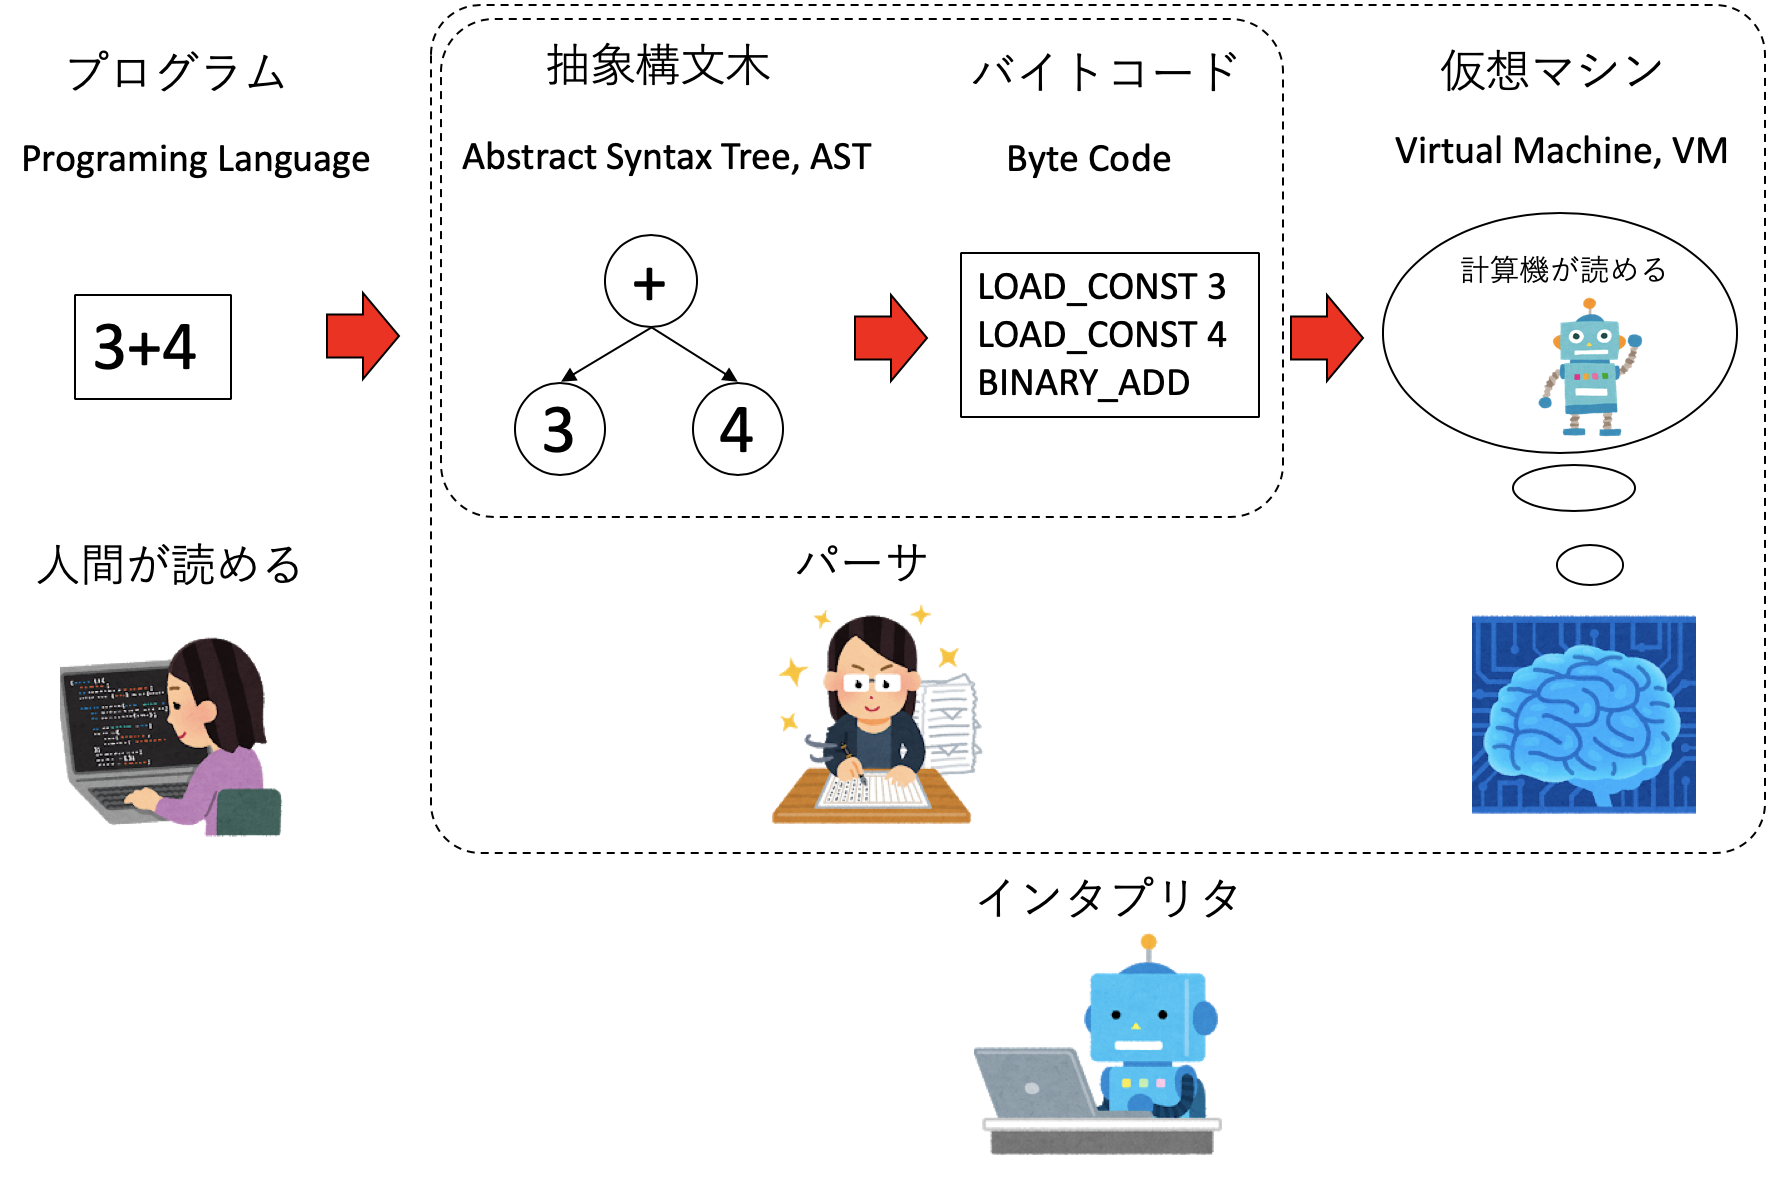 プログラム
Programing Language
3+4
人間が読める
抽象構文木
Abstract Syntax Tree, AST
+
3
4
バイトコード
Byte Code
LOAD_CONST 3
LOAD_CONST 4
BINARY_ADD
パーサ
仮想マシン
Virtual Machine, VM
計算機が読める
インタプリタ